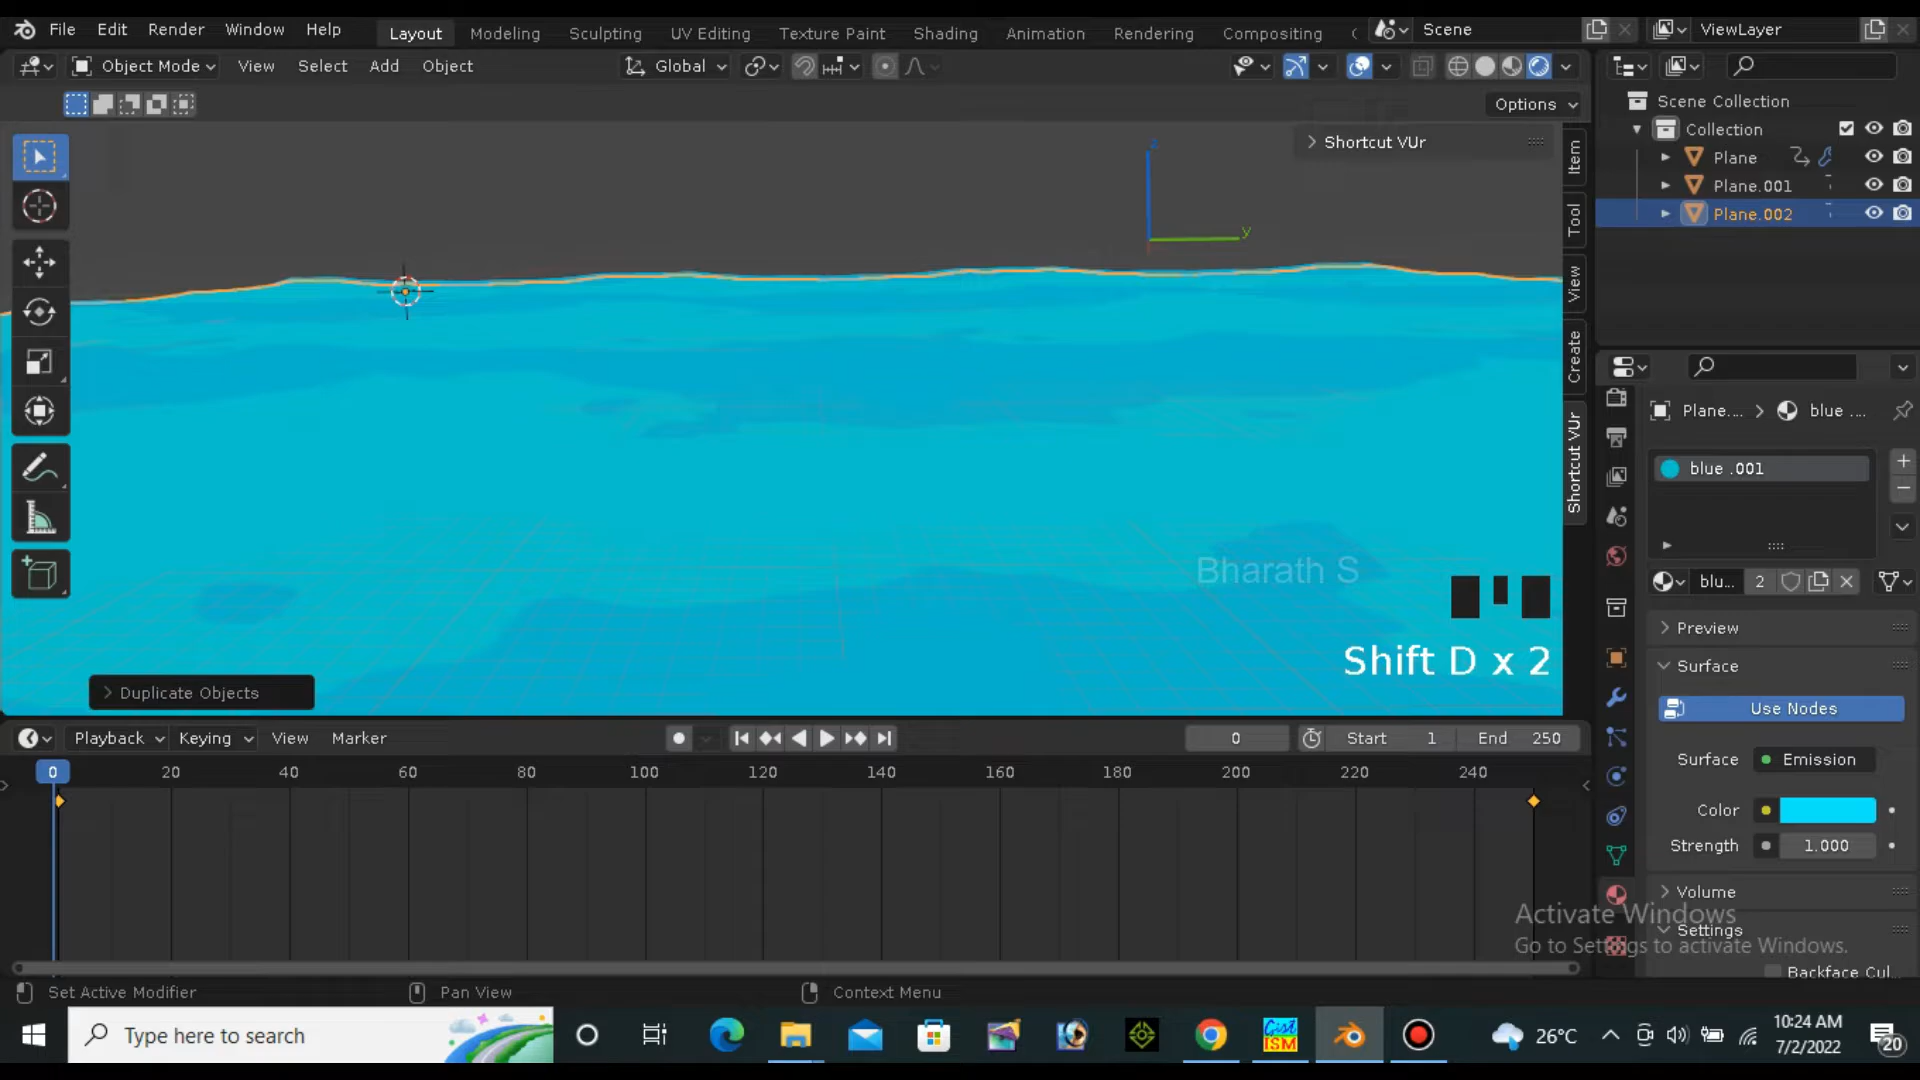 File Edit Render Window Help Layout Modeling Sculpting UV Editing Texture Paint Shading Animation Rendering Compositing Scene ViewLayer
Object Mode View Select Add Object Global
Options
Scene Collection
Collection
Plane
Plane.001
Plane.002
Shortcut VUr
z
y
Item
Tool
View
Create
Shortcut VUr
Plane.... blue ...
blue .001
blu... 2
Preview
Surface
Use Nodes
Surface Emission
Color
Strength 1.000
Volume
Settings
Backface Cul...
Bharath S
Shift D x 2
Duplicate Objects
Playback Keying View Marker 0 Start 1 End 250
0 20 40 60 80 100 120 140 160 180 200 220 240
Activate Windows
Go to Settings to activate Windows.
Set Active Modifier Pan View Context Menu
Type here to search
Gist
ISM
26°C
10:24 AM
7/2/2022
20